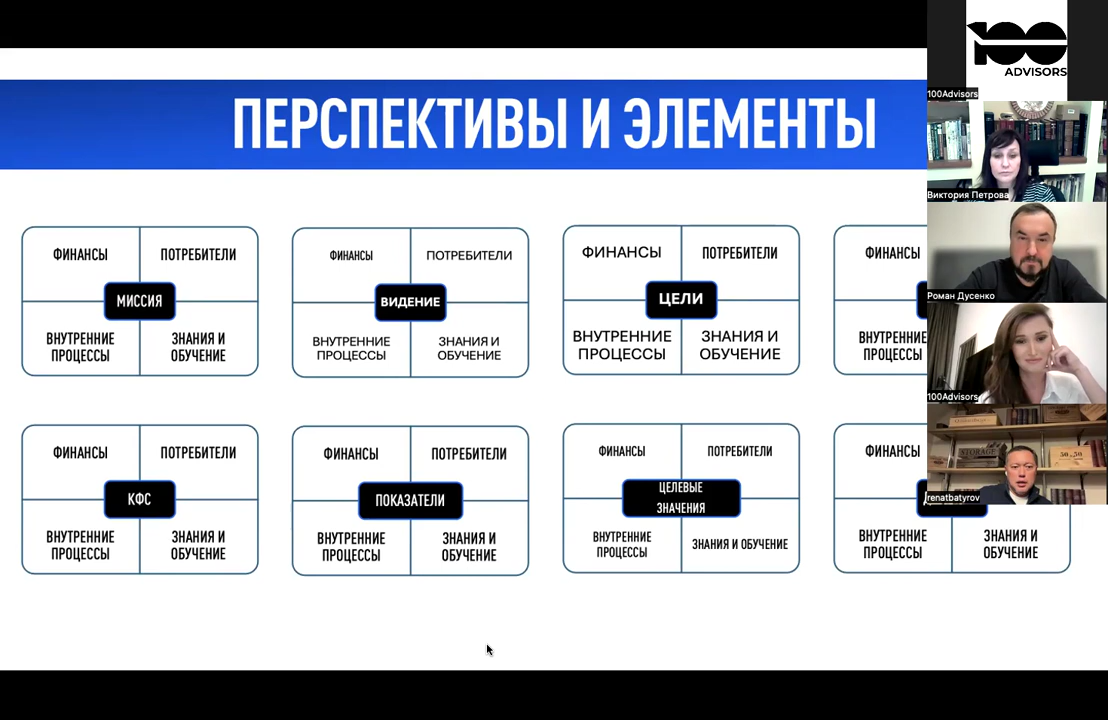 ПЕРСПЕКТИВЫ И ЭЛЕМЕНТЫ
ФИНАНСЫ
ПОТРЕБИТЕЛИ
МИССИЯ
ВНУТРЕННИЕ
ПРОЦЕССЫ
ЗНАНИЯ И
ОБУЧЕНИЕ
ФИНАНСЫ
ПОТРЕБИТЕЛИ
ВИДЕНИЕ
ВНУТРЕННИЕ
ПРОЦЕССЫ
ЗНАНИЯ И
ОБУЧЕНИЕ
ФИНАНСЫ
ПОТРЕБИТЕЛИ
ЦЕЛИ
ВНУТРЕННИЕ
ПРОЦЕССЫ
ЗНАНИЯ И
ОБУЧЕНИЕ
ФИНАНСЫ
ВНУТРЕННИЕ
ПРОЦЕССЫ
ФИНАНСЫ
ПОТРЕБИТЕЛИ
КФС
ВНУТРЕННИЕ
ПРОЦЕССЫ
ЗНАНИЯ И
ОБУЧЕНИЕ
ФИНАНСЫ
ПОТРЕБИТЕЛИ
ПОКАЗАТЕЛИ
ВНУТРЕННИЕ
ПРОЦЕССЫ
ЗНАНИЯ И
ОБУЧЕНИЕ
ФИНАНСЫ
ПОТРЕБИТЕЛИ
ЦЕЛЕВЫЕ
ЗНАЧЕНИЯ
ВНУТРЕННИЕ
ПРОЦЕССЫ
ЗНАНИЯ И ОБУЧЕНИЕ
ФИНАНСЫ
ВНУТРЕННИЕ
ПРОЦЕССЫ
ЗНАНИЯ И
ОБУЧЕНИЕ
100
ADVISORS
100Advisors
Виктория Петрова
Роман Дусенко
100Advisors
STORAGE
50.50
renatbatyrov